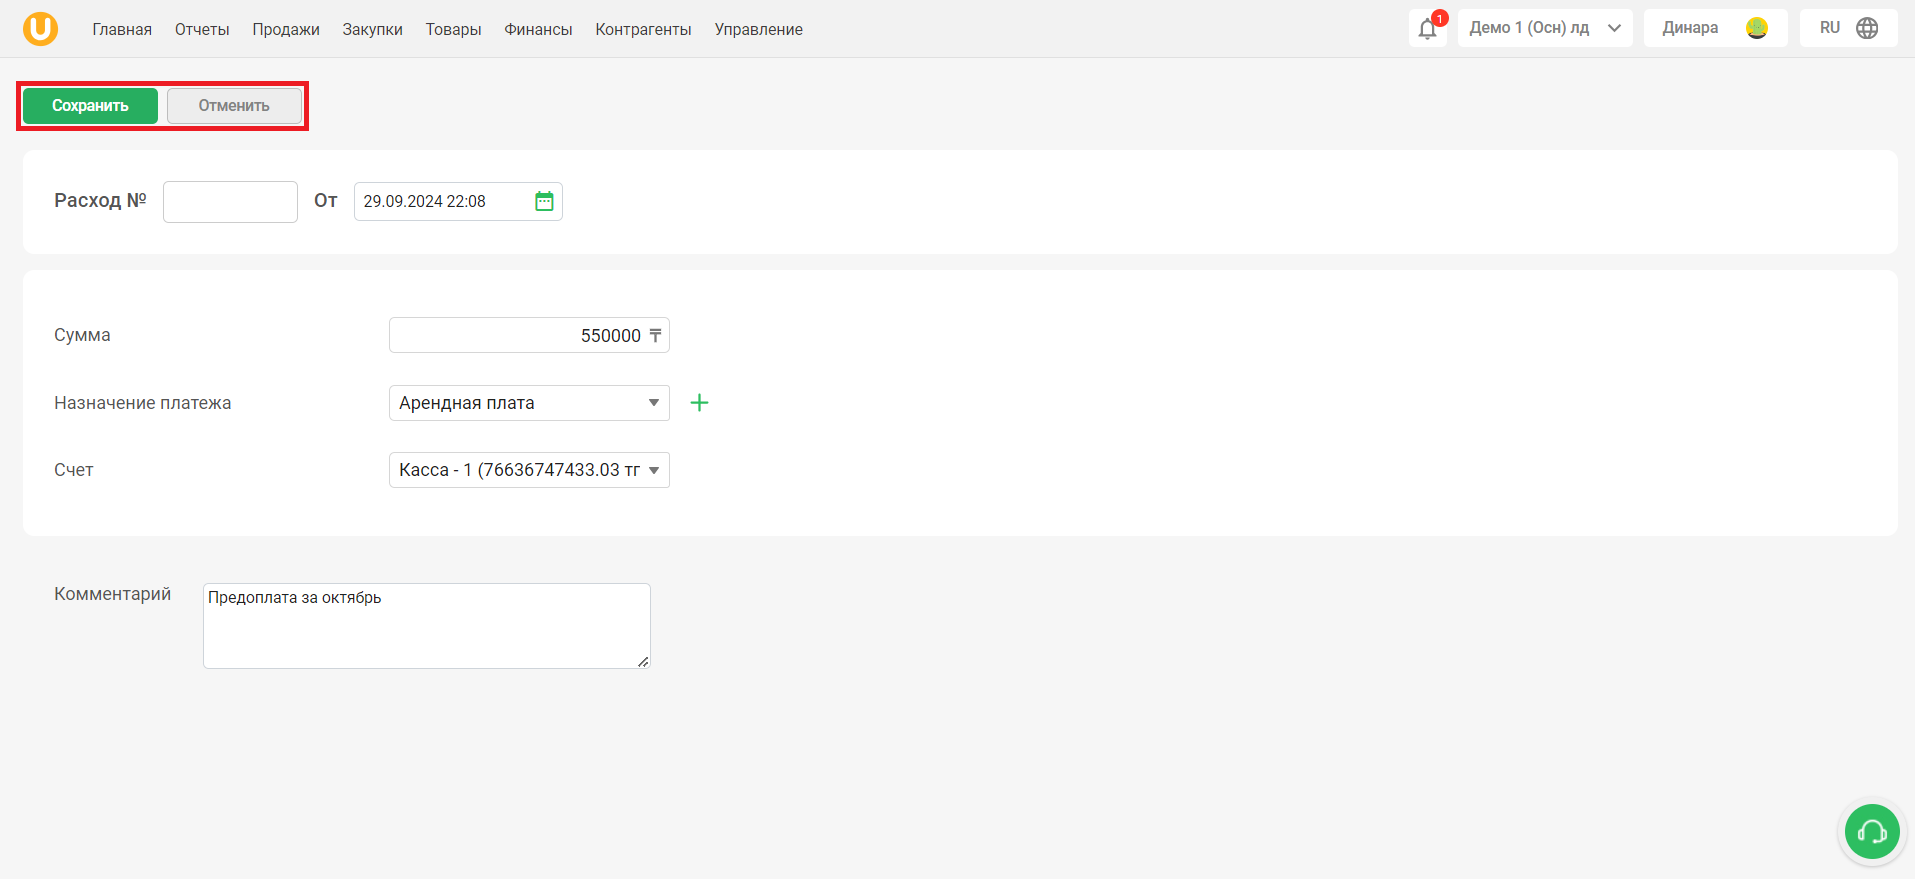 U Главная Отчеты Продажи Закупки Товары Финансы Контрагенты Управление 1 Демо 1 (Осн) лд Динара RU
Сохранить Отменить
Расход № От 29.09.2024 22:08
Сумма 550000 ₸
Назначение платежа Арендная плата +
Счет Касса - 1 (76636747433.03 тг
Комментарий Предоплата за октябрь